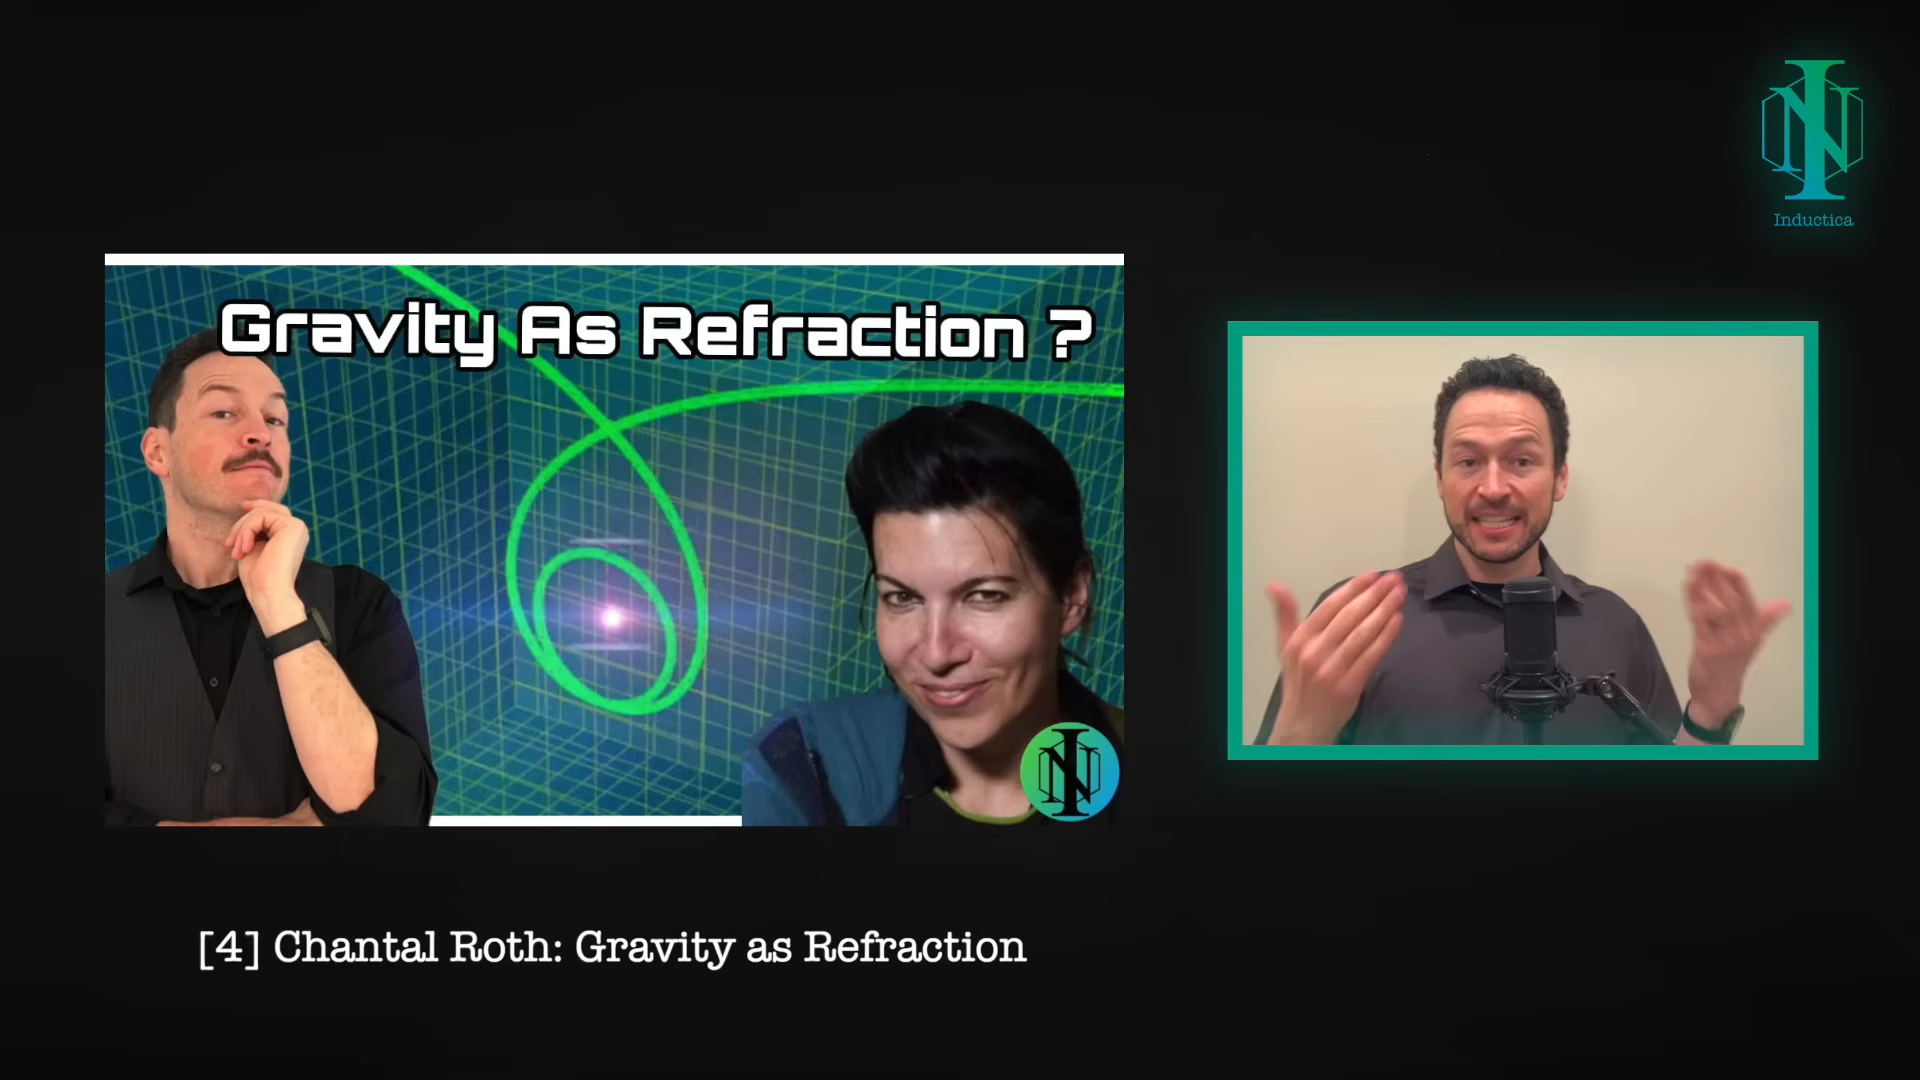 Inductica
Gravity As Refraction ?
[4] Chantal Roth: Gravity as Refraction